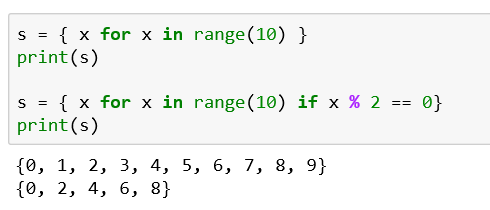 s = { x for x in range(10) }
print(s)
s = { x for x in range(10) if x % 2 == 0}
print(s)
{0, 1, 2, 3, 4, 5, 6, 7, 8, 9}
{0, 2, 4, 6, 8}